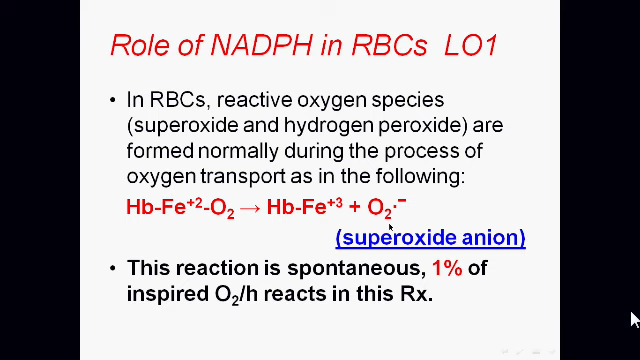 Role of NADPH in RBCs LO1
• In RBCs, reactive oxygen species
(superoxide and hydrogen peroxide) are
formed normally during the process of
oxygen transport as in the following:
Hb-Fe⁺²-O₂ → Hb-Fe⁺³ + O₂·⁻
(superoxide anion)
• This reaction is spontaneous, 1% of
inspired O₂/h reacts in this Rx.